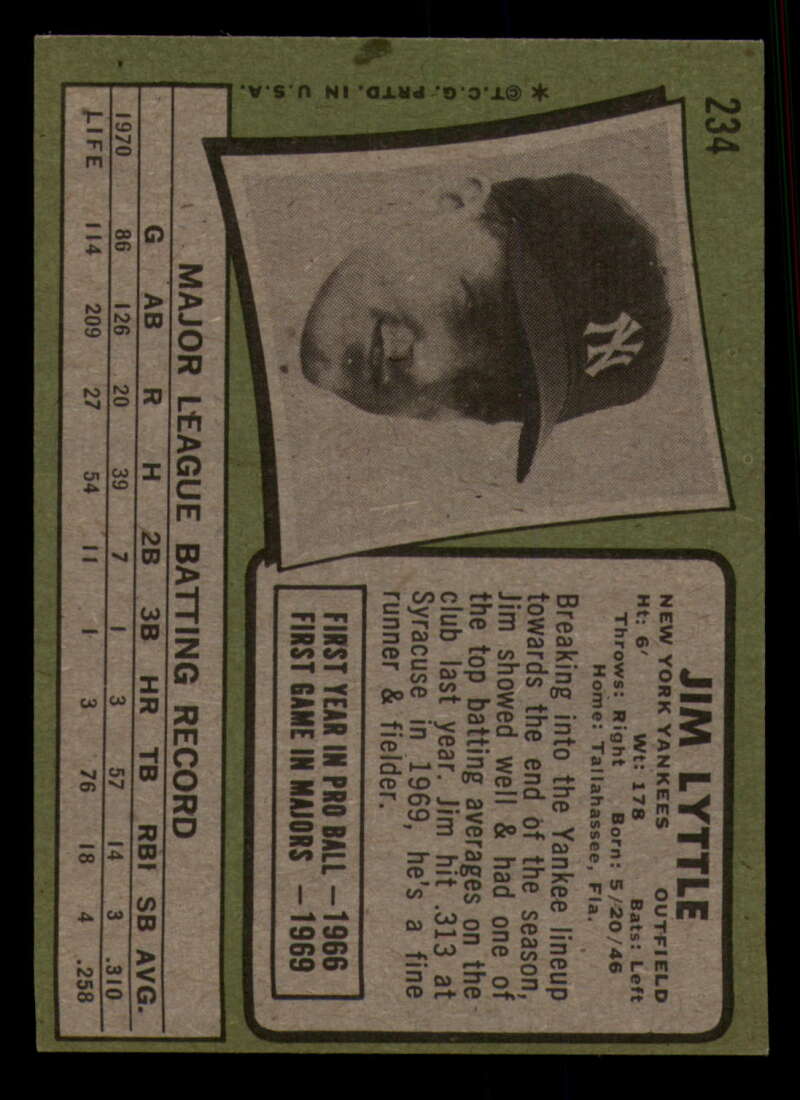 234
✱ ©T.C.G. PRTD. IN U.S.A.
NY
JIM LYTTLE
NEW YORK YANKEES OUTFIELD
Ht: 6' Wt: 178 Bats: Left
Throws: Right Born: 5/20/46
Home: Tallahassee, Fla.
Breaking into the Yankee lineup
towards the end of the season,
Jim showed well & had one of
the top batting averages on the
club last year. Jim hit .313 at
Syracuse in 1969, he's a fine
runner & fielder.
FIRST YEAR IN PRO BALL — 1966
FIRST GAME IN MAJORS — 1969
MAJOR LEAGUE BATTING RECORD
G AB R H 2B 3B HR TB RBI SB AVG.
1970 86 126 20 39 7 1 3 57 14 3 .310
LIFE 114 209 27 54 11 1 3 76 18 4 .258